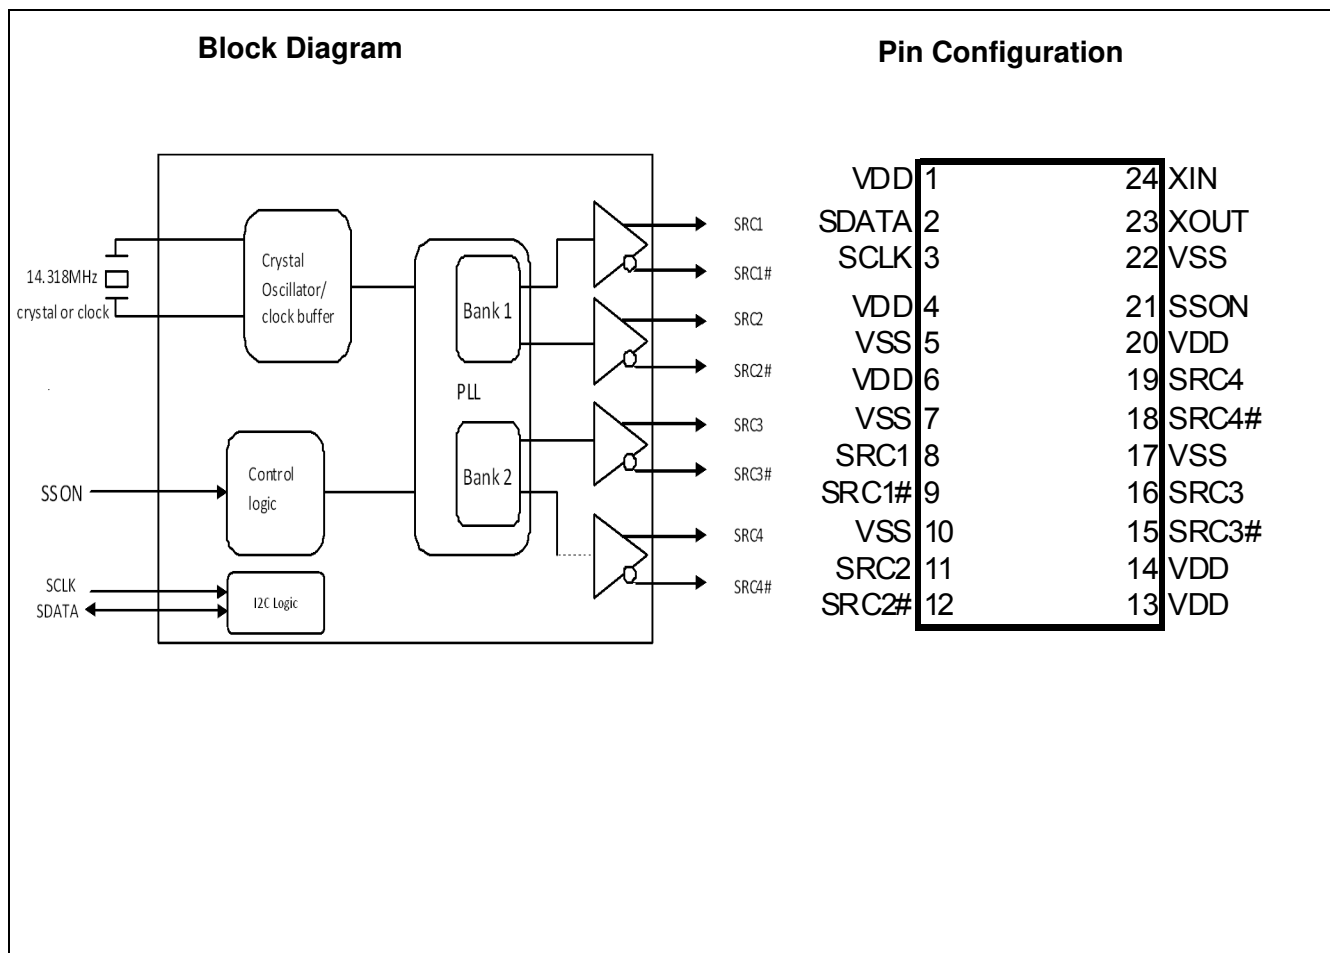 Block Diagram
14.318MHz
crystal or clock
Crystal
Oscillator/
clock buffer
Bank 1
PLL
Bank 2
SSON
Control
logic
SCLK
SDATA
I2C Logic
SRC1
SRC1#
SRC2
SRC2#
SRC3
SRC3#
SRC4
SRC4#
Pin Configuration
VDD 1 24 XIN
SDATA 2 23 XOUT
SCLK 3 22 VSS
VDD 4 21 SSON
VSS 5 20 VDD
VDD 6 19 SRC4
VSS 7 18 SRC4#
SRC1 8 17 VSS
SRC1# 9 16 SRC3
VSS 10 15 SRC3#
SRC2 11 14 VDD
SRC2# 12 13 VDD